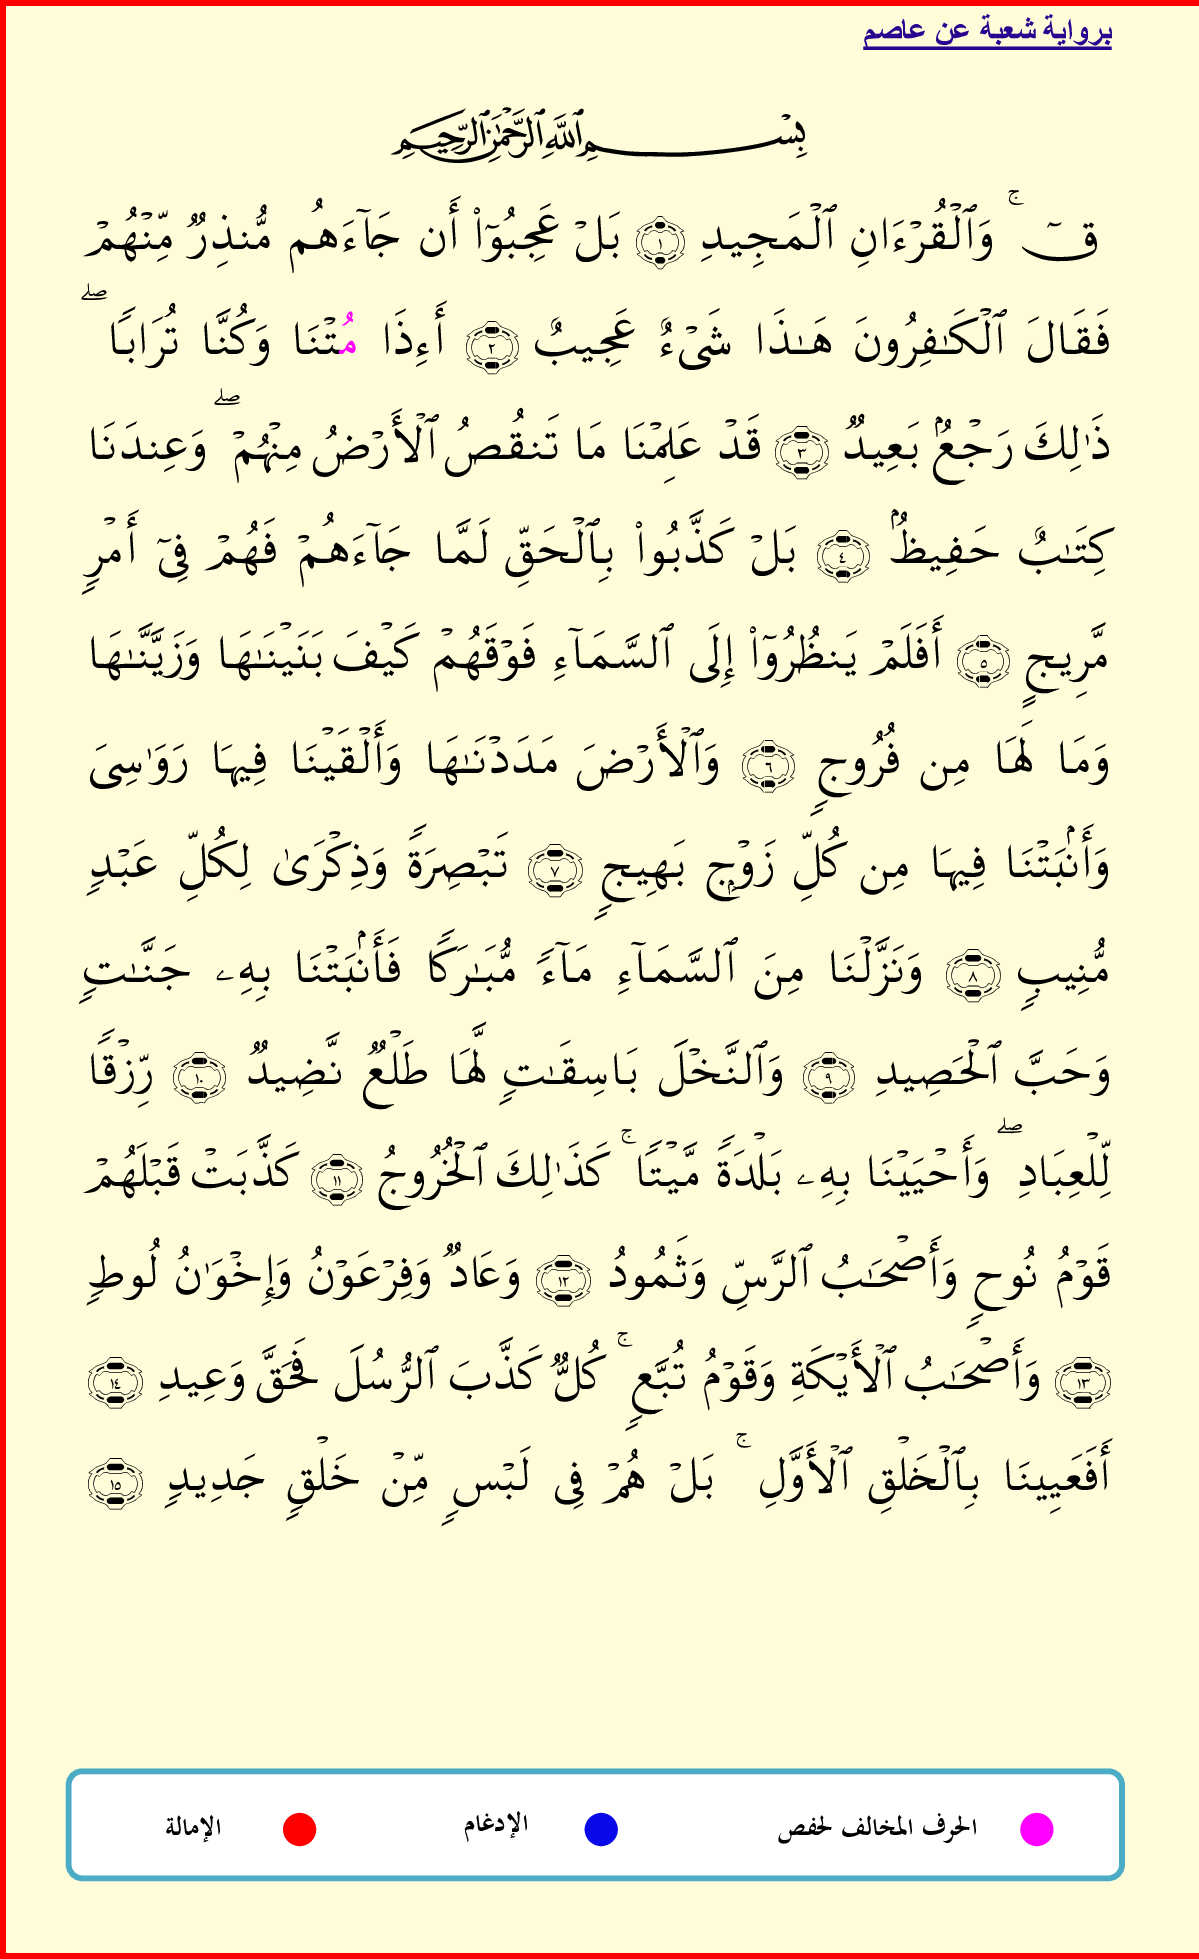 برواية شعبة عن عاصم
بِسْمِ ٱللَّهِ ٱلرَّحْمَٰنِ ٱلرَّحِيمِ
قٓ ۚ وَٱلْقُرْءَانِ ٱلْمَجِيدِ ١ بَلْ عَجِبُوٓا۟ أَن جَآءَهُم مُّنذِرٌ مِّنْهُمْ
فَقَالَ ٱلْكَـٰفِرُونَ هَـٰذَا شَىْءٌ عَجِيبٌ ٢ أَءِذَا مُتْنَا وَكُنَّا تُرَابًا ۖ
ذَٰلِكَ رَجْعٌۢ بَعِيدٌ ٣ قَدْ عَلِمْنَا مَا تَنقُصُ ٱلْأَرْضُ مِنْهُمْ ۖ وَعِندَنَا
كِتَـٰبٌ حَفِيظٌۢ ٤ بَلْ كَذَّبُوا۟ بِٱلْحَقِّ لَمَّا جَآءَهُمْ فَهُمْ فِىٓ أَمْرٍ
مَّرِيجٍ ٥ أَفَلَمْ يَنظُرُوٓا۟ إِلَى ٱلسَّمَآءِ فَوْقَهُمْ كَيْفَ بَنَيْنَـٰهَا وَزَيَّنَّـٰهَا
وَمَا لَهَا مِن فُرُوجٍ ٦ وَٱلْأَرْضَ مَدَدْنَـٰهَا وَأَلْقَيْنَا فِيهَا رَوَٰسِىَ
وَأَنۢبَتْنَا فِيهَا مِن كُلِّ زَوْجٍۭ بَهِيجٍ ٧ تَبْصِرَةً وَذِكْرَىٰ لِكُلِّ عَبْدٍ
مُّنِيبٍ ٨ وَنَزَّلْنَا مِنَ ٱلسَّمَآءِ مَآءً مُّبَـٰرَكًا فَأَنۢبَتْنَا بِهِۦ جَنَّـٰتٍ
وَحَبَّ ٱلْحَصِيدِ ٩ وَٱلنَّخْلَ بَاسِقَـٰتٍ لَّهَا طَلْعٌ نَّضِيدٌ ١٠ رِّزْقًا
لِّلْعِبَادِ ۖ وَأَحْيَيْنَا بِهِۦ بَلْدَةً مَّيْتًا ۚ كَذَٰلِكَ ٱلْخُرُوجُ ١١ كَذَّبَتْ قَبْلَهُمْ
قَوْمُ نُوحٍ وَأَصْحَـٰبُ ٱلرَّسِّ وَثَمُودُ ١٢ وَعَادٌ وَفِرْعَوْنُ وَإِخْوَٰنُ لُوطٍ
١٣ وَأَصْحَـٰبُ ٱلْأَيْكَةِ وَقَوْمُ تُبَّعٍ ۚ كُلٌّ كَذَّبَ ٱلرُّسُلَ فَحَقَّ وَعِيدِ ١٤
أَفَعَيِينَا بِٱلْخَلْقِ ٱلْأَوَّلِ ۚ بَلْ هُمْ فِى لَبْسٍ مِّنْ خَلْقٍ جَدِيدٍ ١٥
الحرف المخالف لحفص الإدغام الإمالة